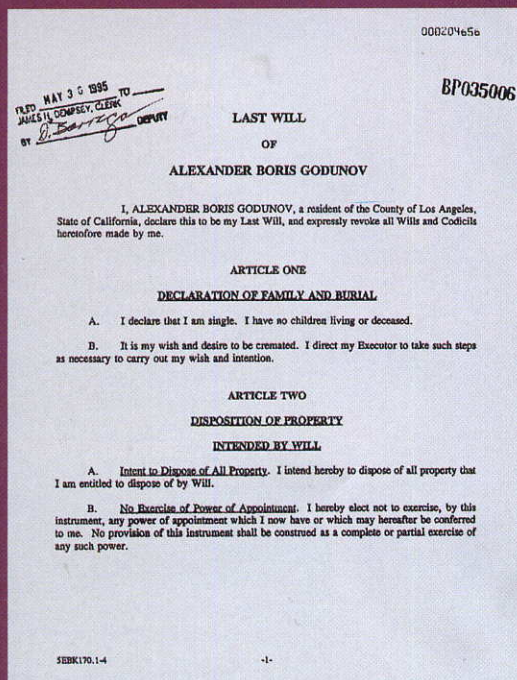 000204656
BP035006
FILED MAY 30 1995 TO
JAMES H. DEMPSEY, CLERK
BY DEPUTY
LAST WILL
OF
ALEXANDER BORIS GODUNOV
I, ALEXANDER BORIS GODUNOV, a resident of the County of Los Angeles,
State of California, declare this to be my Last Will, and expressly revoke all Wills and Codicils
heretofore made by me.
ARTICLE ONE
DECLARATION OF FAMILY AND BURIAL
A. I declare that I am single. I have no children living or deceased.
B. It is my wish and desire to be cremated. I direct my Executor to take such steps
as necessary to carry out my wish and intention.
ARTICLE TWO
DISPOSITION OF PROPERTY
INTENDED BY WILL
A. Intent to Dispose of All Property. I intend hereby to dispose of all property that
I am entitled to dispose of by Will.
B. No Exercise of Power of Appointment. I hereby elect not to exercise, by this
instrument, any power of appointment which I now have or which may hereafter be conferred
to me. No provision of this instrument shall be construed as a complete or partial exercise of
any such power.
SEBK170.1-4
-1-